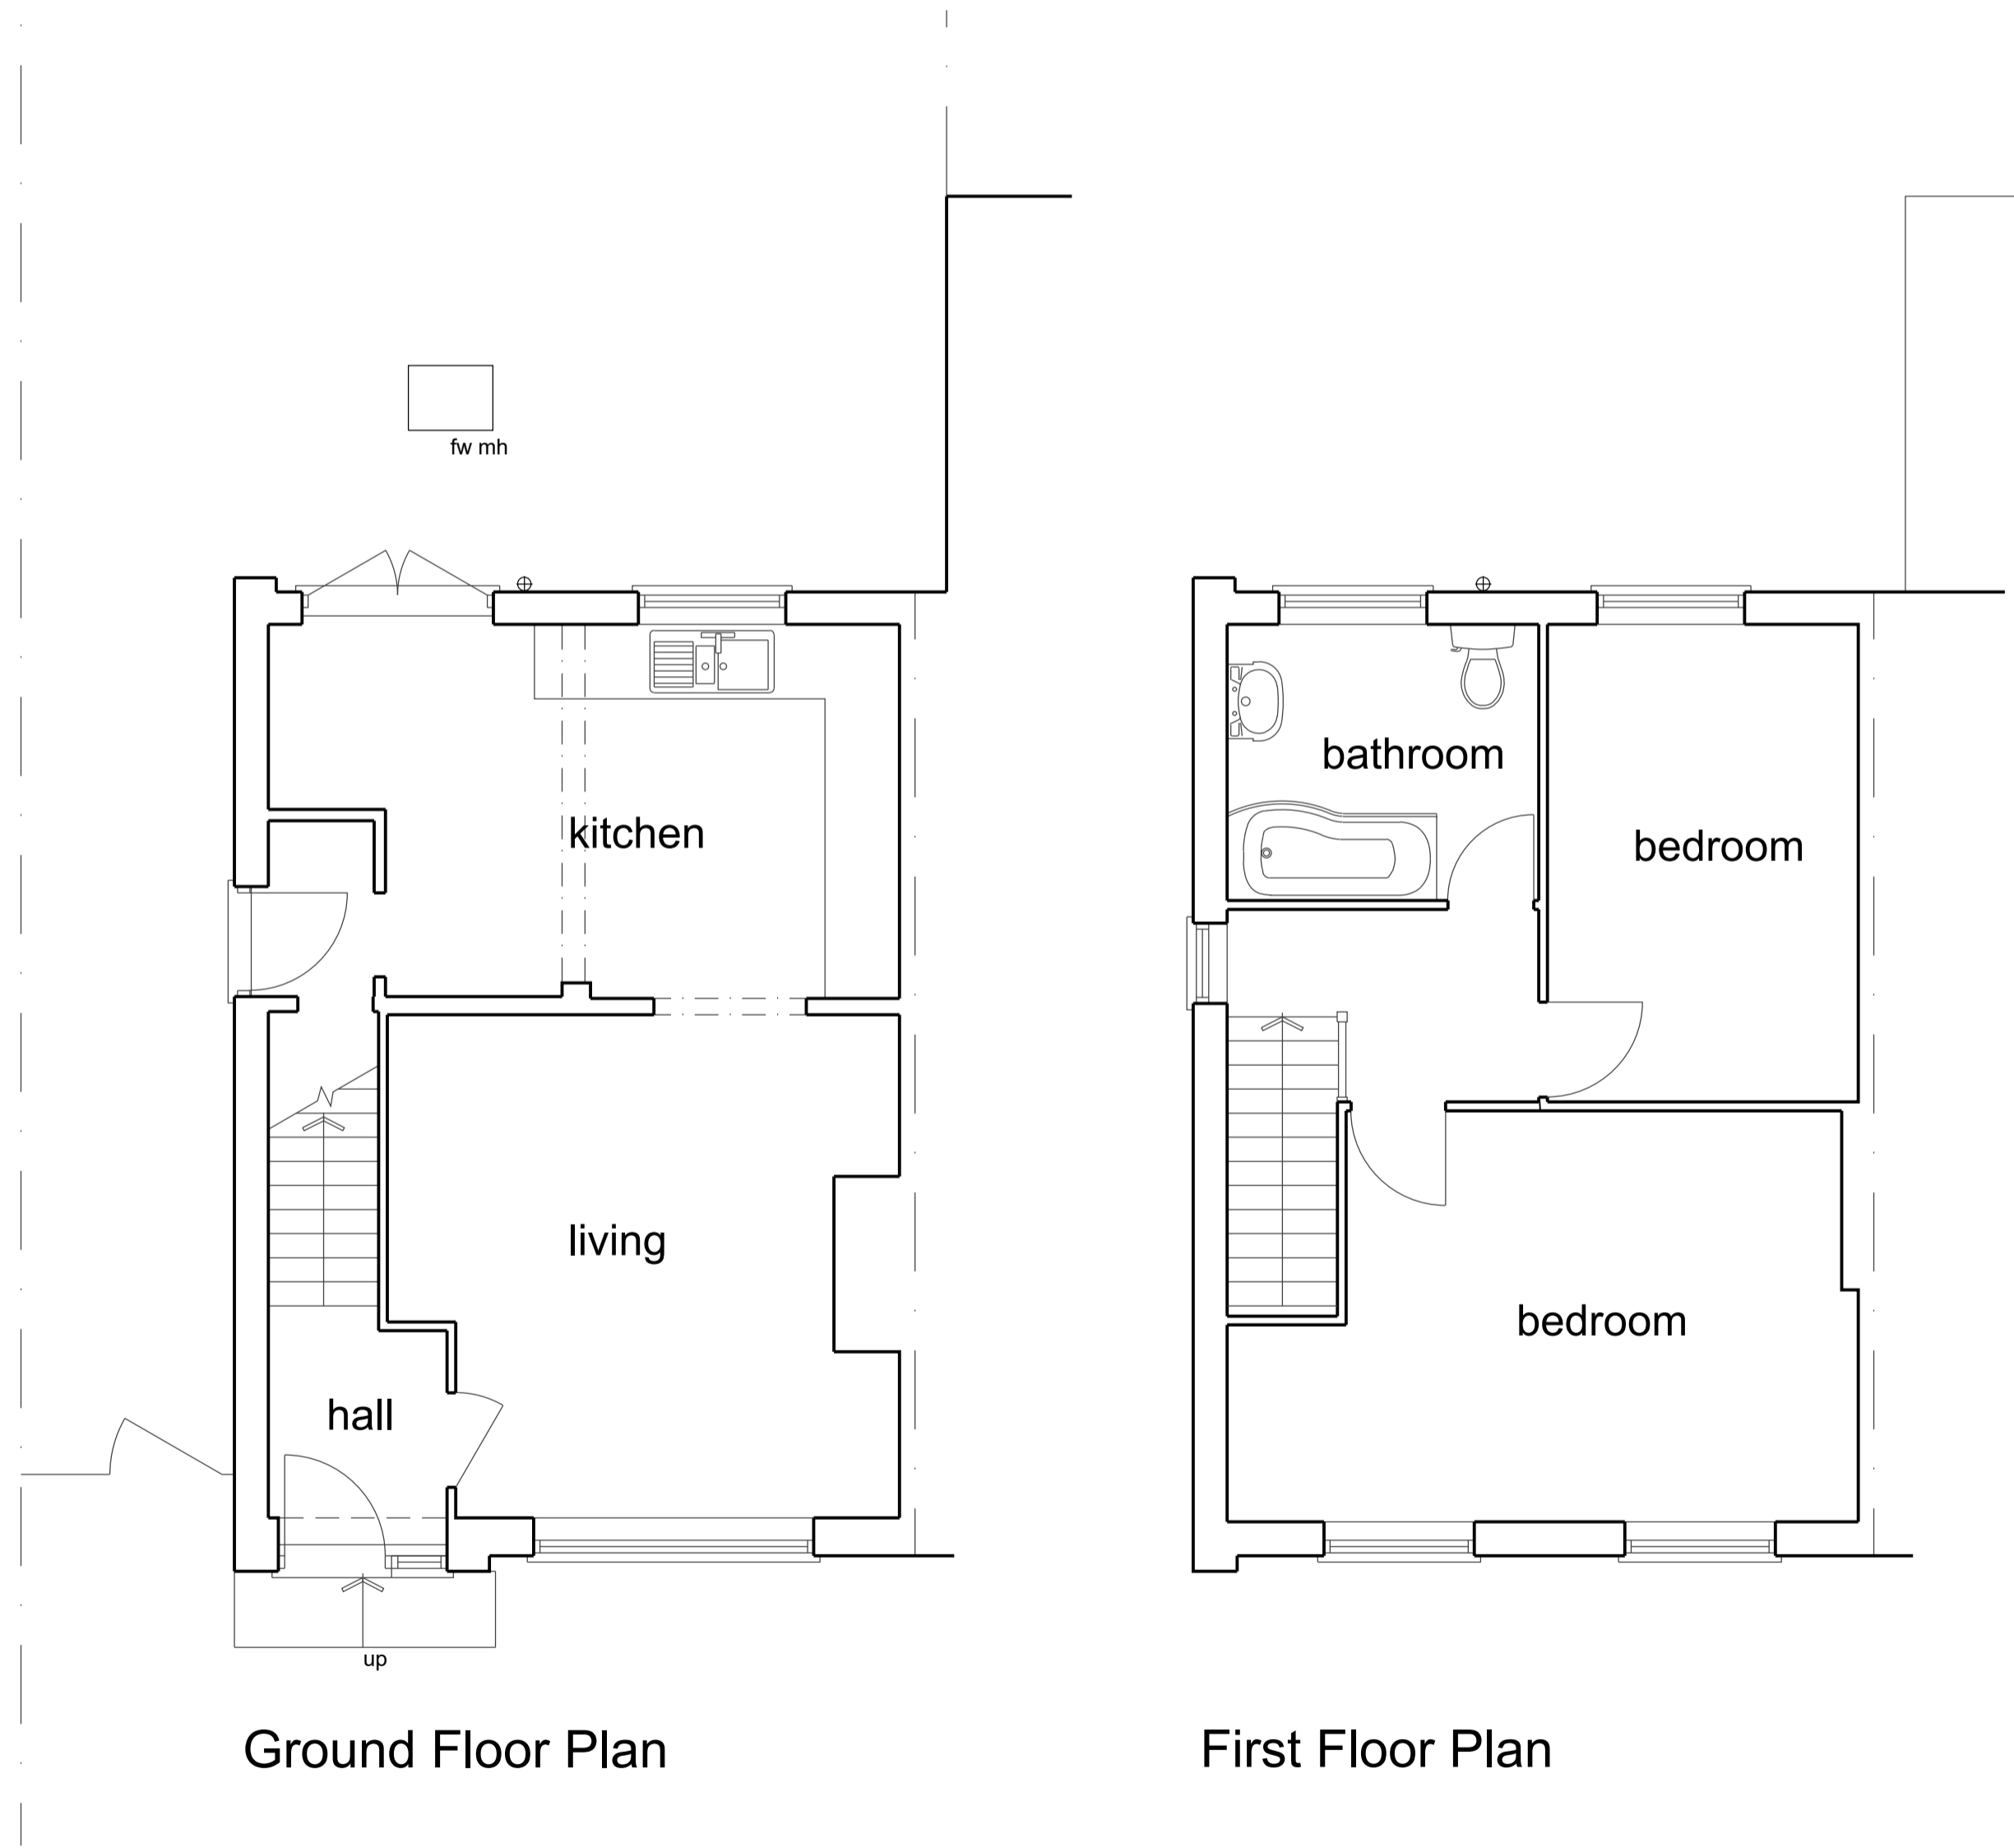 fw mh
kitchen
living
hall
up
Ground Floor Plan
bathroom
bedroom
bedroom
First Floor Plan